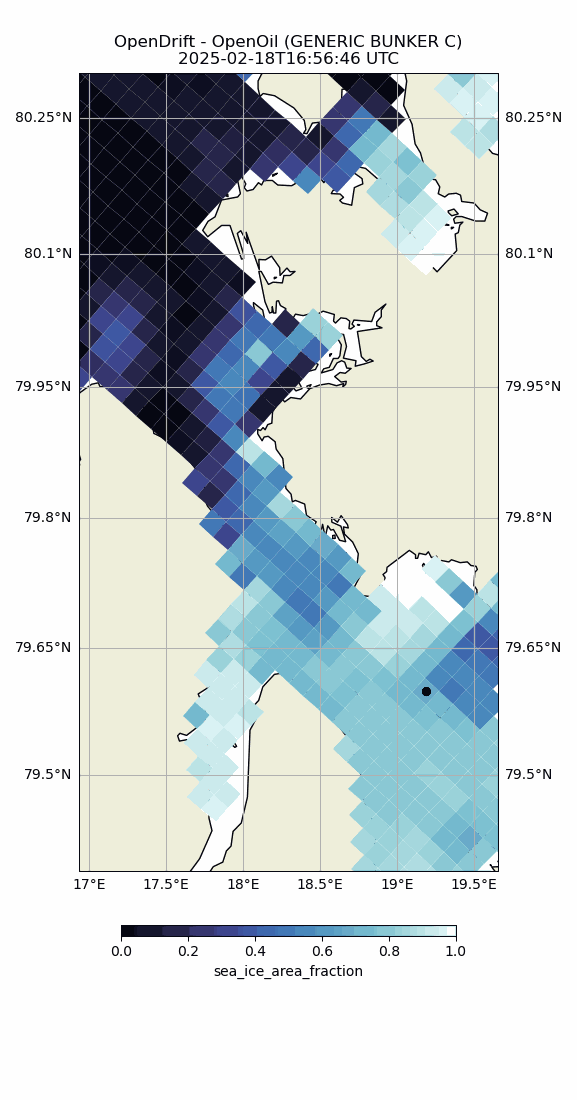 OpenDrift - OpenOil (GENERIC BUNKER C)
2025-02-18T16:56:46 UTC
80.25°N 80.25°N
80.1°N 80.1°N
79.95°N 79.95°N
79.8°N 79.8°N
79.65°N 79.65°N
79.5°N 79.5°N
17°E 17.5°E 18°E 18.5°E 19°E 19.5°E
0.0 0.2 0.4 0.6 0.8 1.0
sea_ice_area_fraction